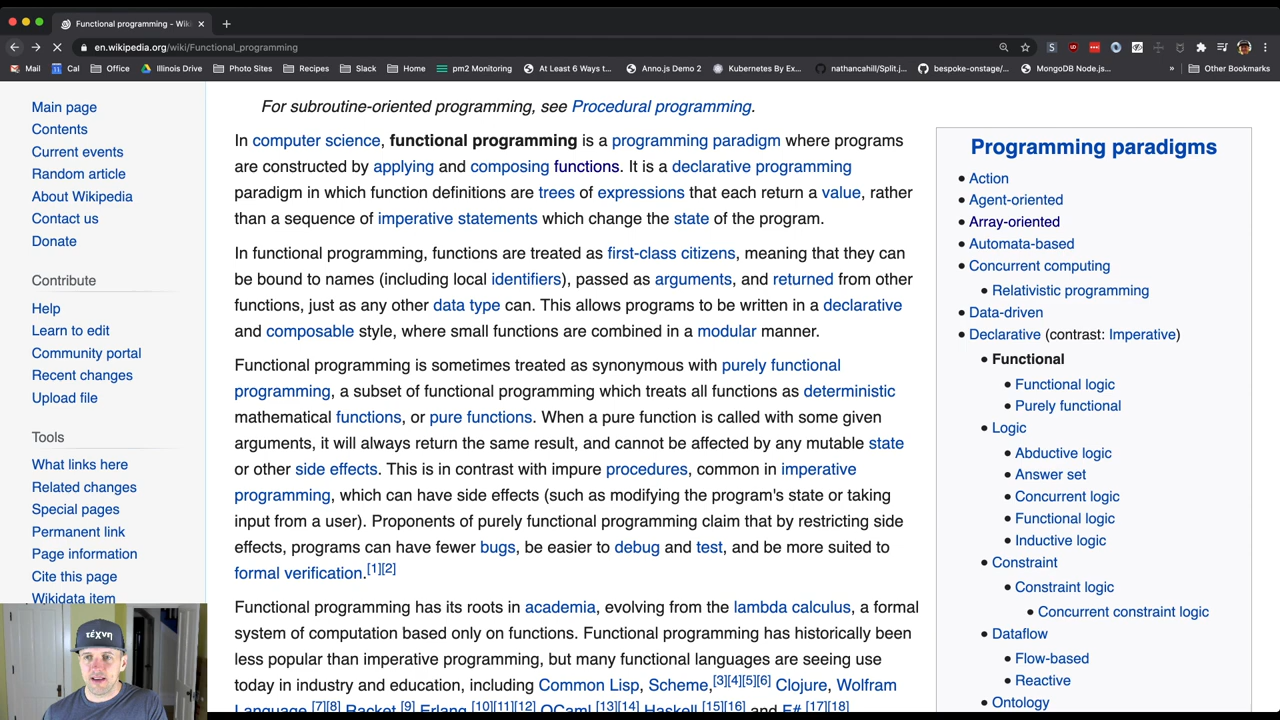 Functional programming - Wiki
en.wikipedia.org/wiki/Functional_programming
Mail Cal Office Illinois Drive Photo Sites Recipes Slack Home pm2 Monitoring At Least 6 Ways t... Anno.js Demo 2 Kubernetes By Ex... nathancahill/Split.j... bespoke-onstage/... MongoDB Node.js... » Other Bookmarks
Main page
Contents
Current events
Random article
About Wikipedia
Contact us
Donate
Contribute
Help
Learn to edit
Community portal
Recent changes
Upload file
Tools
What links here
Related changes
Special pages
Permanent link
Page information
Cite this page
Wikidata item
τέχνη
For subroutine-oriented programming, see Procedural programming.
In computer science, functional programming is a programming paradigm where programs
are constructed by applying and composing functions. It is a declarative programming
paradigm in which function definitions are trees of expressions that each return a value, rather
than a sequence of imperative statements which change the state of the program.
In functional programming, functions are treated as first-class citizens, meaning that they can
be bound to names (including local identifiers), passed as arguments, and returned from other
functions, just as any other data type can. This allows programs to be written in a declarative
and composable style, where small functions are combined in a modular manner.
Functional programming is sometimes treated as synonymous with purely functional
programming, a subset of functional programming which treats all functions as deterministic
mathematical functions, or pure functions. When a pure function is called with some given
arguments, it will always return the same result, and cannot be affected by any mutable state
or other side effects. This is in contrast with impure procedures, common in imperative
programming, which can have side effects (such as modifying the program's state or taking
input from a user). Proponents of purely functional programming claim that by restricting side
effects, programs can have fewer bugs, be easier to debug and test, and be more suited to
formal verification.[1][2]
Functional programming has its roots in academia, evolving from the lambda calculus, a formal
system of computation based only on functions. Functional programming has historically been
less popular than imperative programming, but many functional languages are seeing use
today in industry and education, including Common Lisp, Scheme,[3][4][5][6] Clojure, Wolfram
Language,[7][8] Racket,[9] Erlang,[10][11][12] OCaml,[13][14] Haskell,[15][16] and F#.[17][18]
Programming paradigms
Action
Agent-oriented
Array-oriented
Automata-based
Concurrent computing
Relativistic programming
Data-driven
Declarative (contrast: Imperative)
Functional
Functional logic
Purely functional
Logic
Abductive logic
Answer set
Concurrent logic
Functional logic
Inductive logic
Constraint
Constraint logic
Concurrent constraint logic
Dataflow
Flow-based
Reactive
Ontology